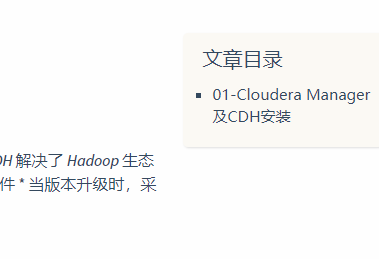 文章目录
01-Cloudera Manager
及CDH安装
解决了 Hadoop 生态
件 * 当版本升级时，采